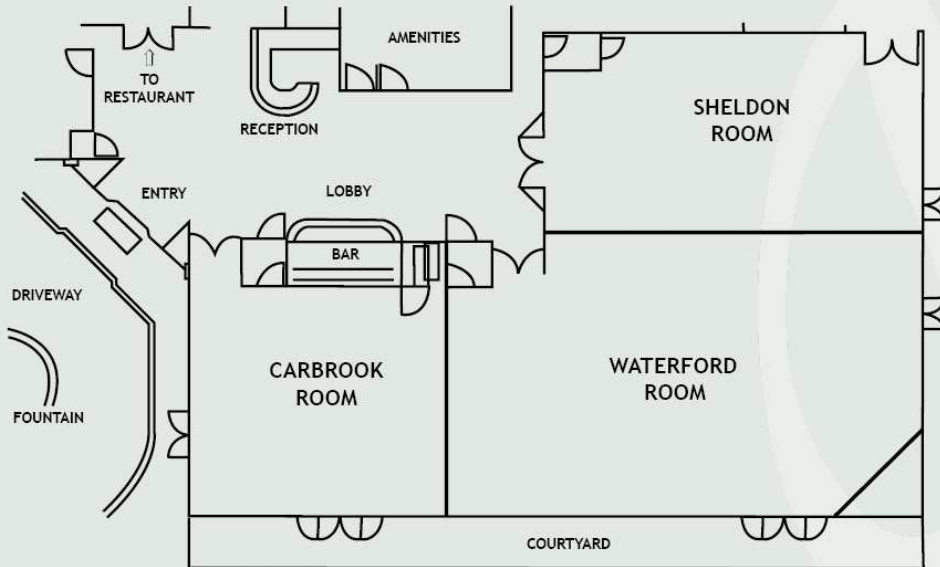 AMENITIES
TO
RESTAURANT
RECEPTION
SHELDON
ROOM
ENTRY
LOBBY
BAR
DRIVEWAY
CARBROOK
ROOM
WATERFORD
ROOM
FOUNTAIN
COURTYARD